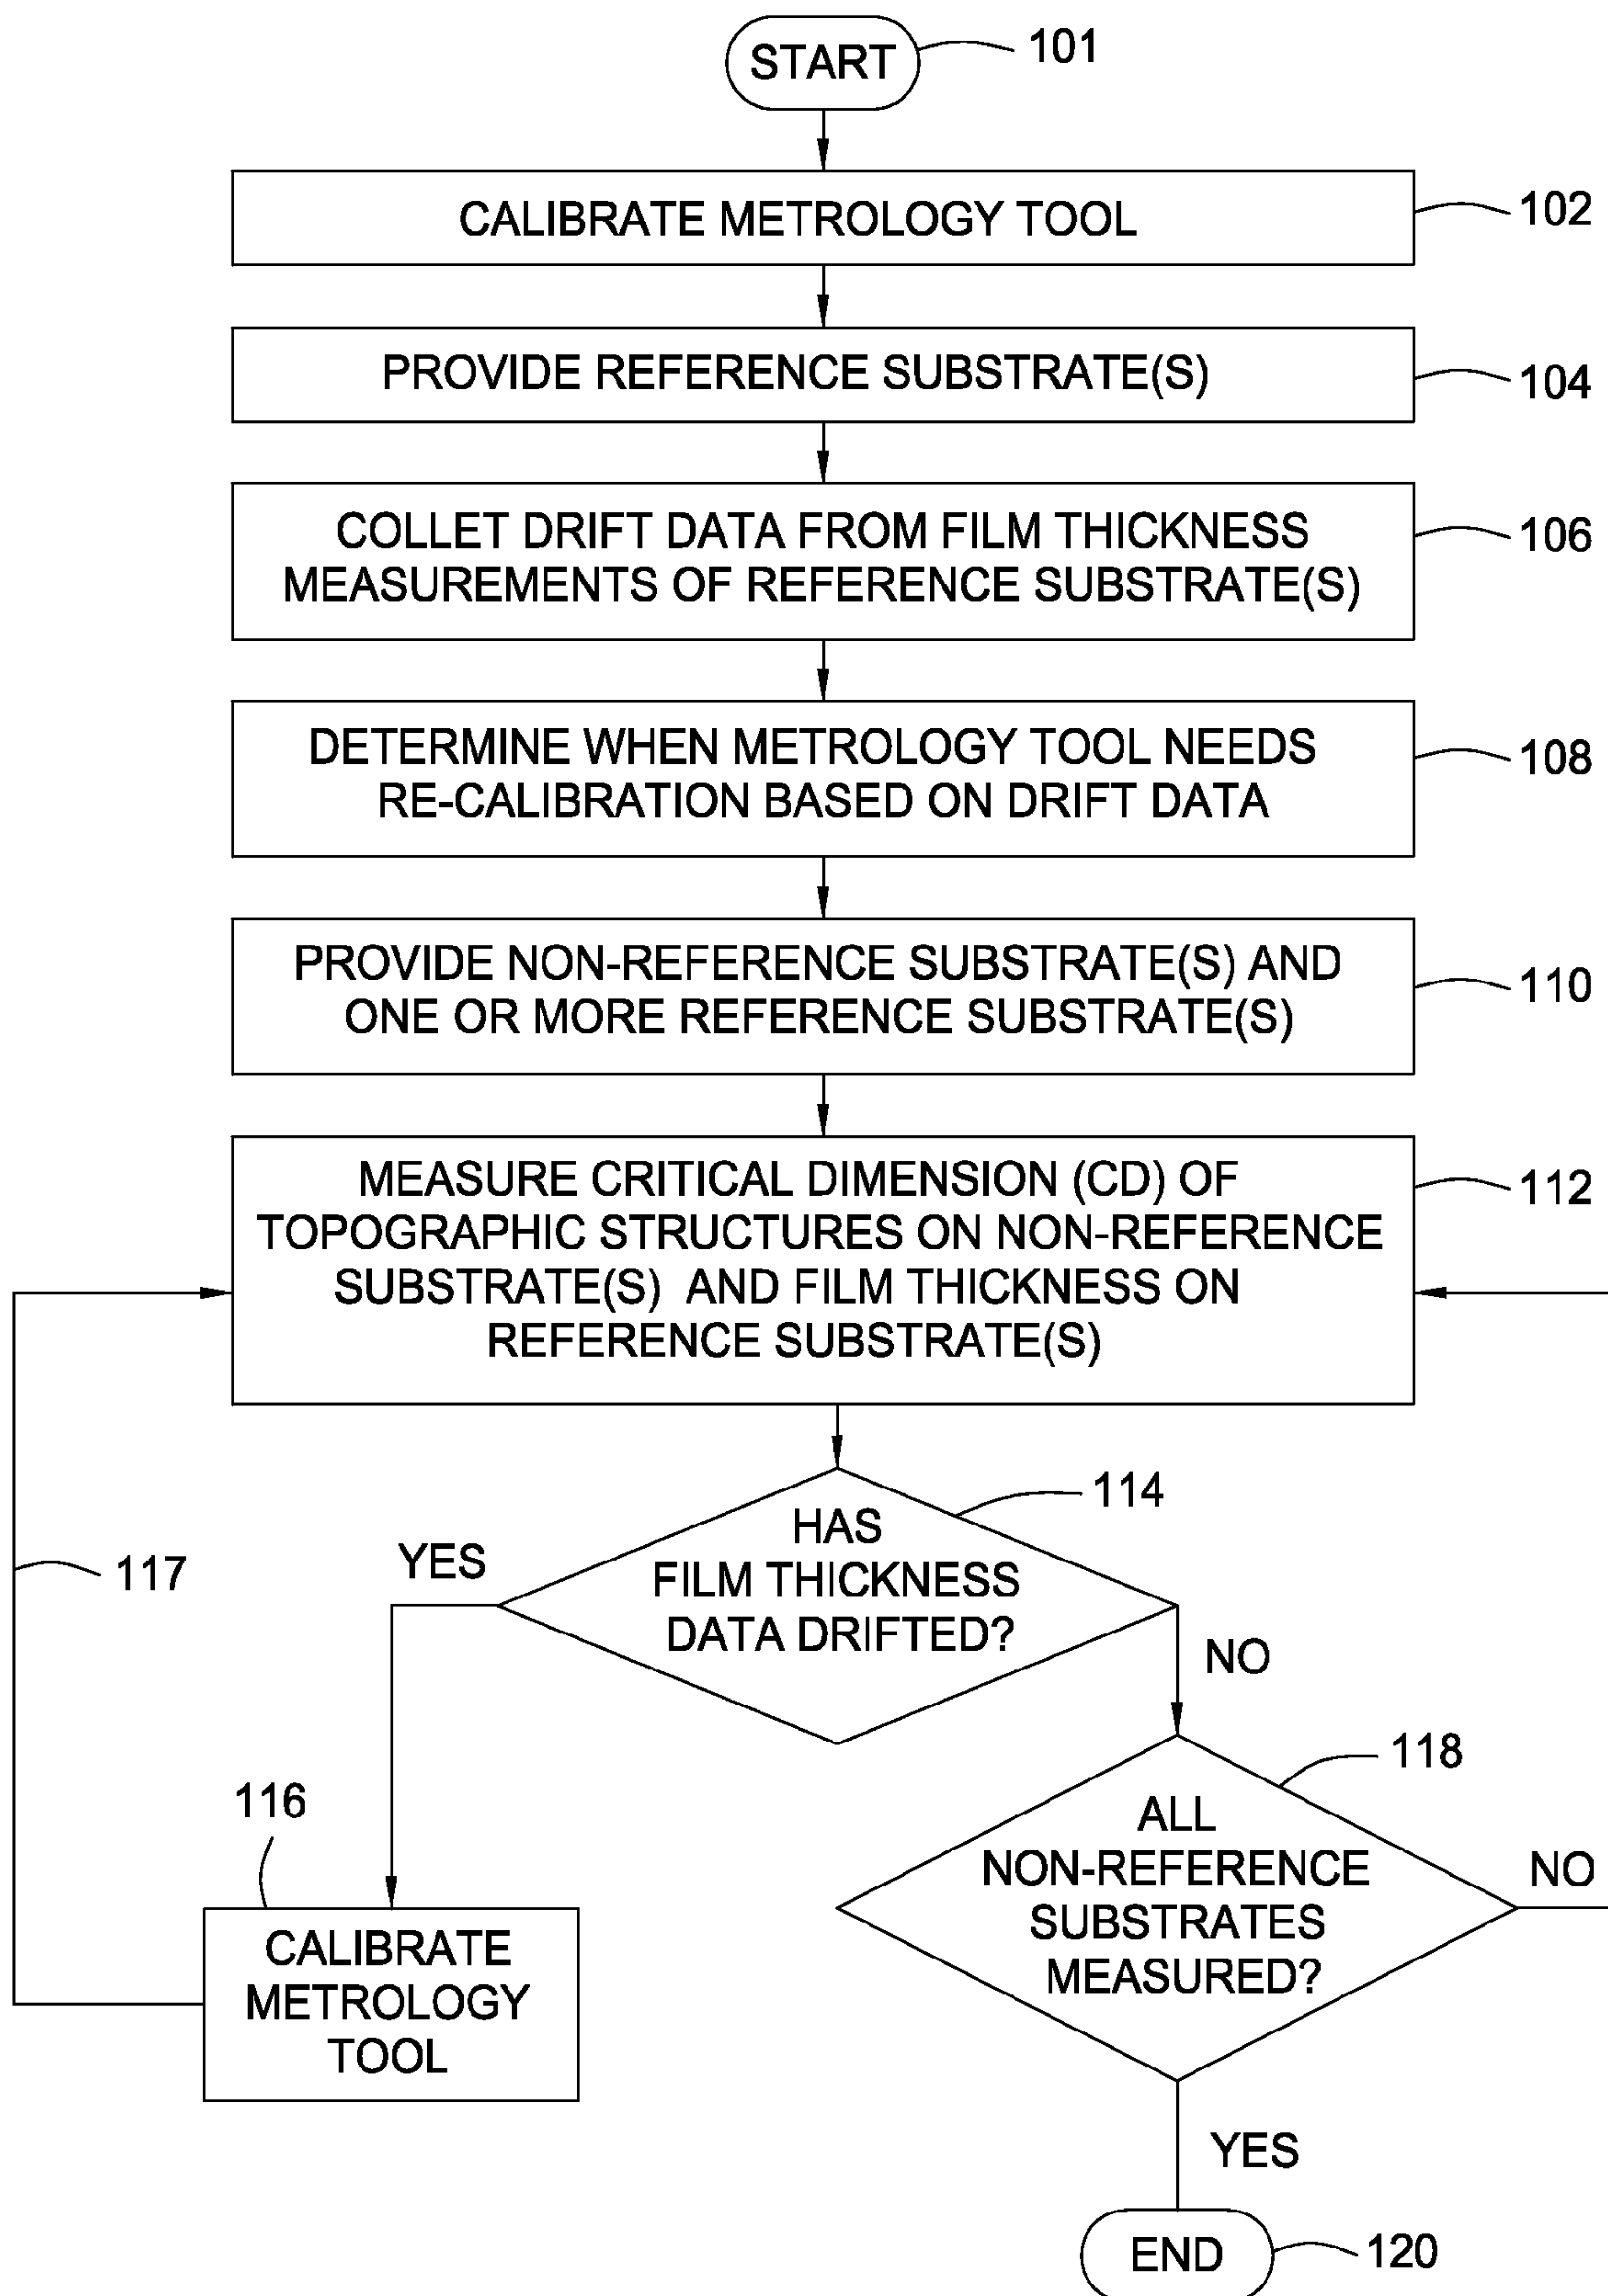 START
101
CALIBRATE METROLOGY TOOL
102
PROVIDE REFERENCE SUBSTRATE(S)
104
COLLET DRIFT DATA FROM FILM THICKNESS
MEASUREMENTS OF REFERENCE SUBSTRATE(S)
106
DETERMINE WHEN METROLOGY TOOL NEEDS
RE-CALIBRATION BASED ON DRIFT DATA
108
PROVIDE NON-REFERENCE SUBSTRATE(S) AND
ONE OR MORE REFERENCE SUBSTRATE(S)
110
MEASURE CRITICAL DIMENSION (CD) OF
TOPOGRAPHIC STRUCTURES ON NON-REFERENCE
SUBSTRATE(S) AND FILM THICKNESS ON
REFERENCE SUBSTRATE(S)
112
HAS
FILM THICKNESS
DATA DRIFTED?
114
YES
117
NO
116
CALIBRATE
METROLOGY
TOOL
118
ALL
NON-REFERENCE
SUBSTRATES
MEASURED?
NO
YES
END
120